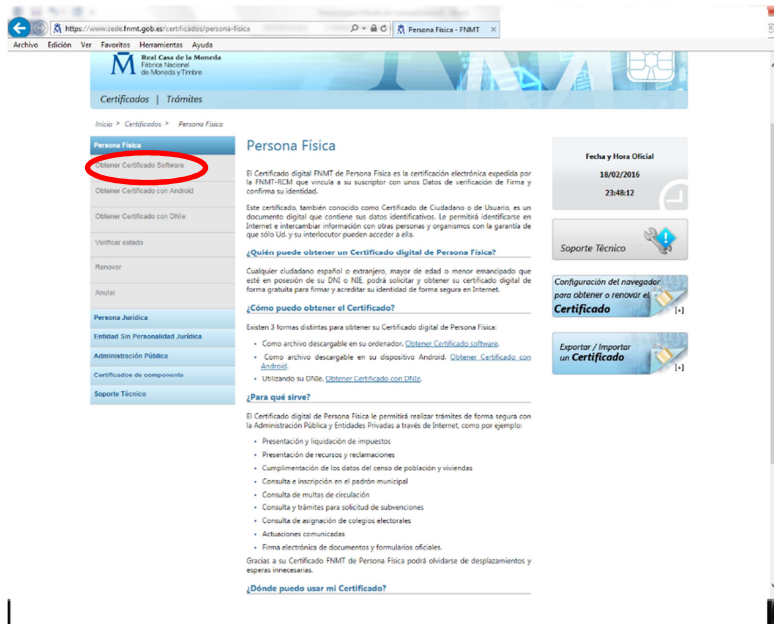 https://www.sede.fnmt.gob.es/certificados/persona-fisica
Persona Física - FNMT
Archivo Edición Ver Favoritos Herramientas Ayuda
Real Casa de la Moneda
Fábrica Nacional
de Moneda y Timbre
Certificados | Trámites
Inicio > Certificados > Persona Física
Persona Física
Obtener Certificado Software
Obtener Certificado con Android
Obtener Certificado con DNIe
Verificar estado
Renovar
Anular
Persona Jurídica
Entidad Sin Personalidad Jurídica
Administración Pública
Certificados de componente
Soporte Técnico
Persona Física
El Certificado digital FNMT de Persona Física es la certificación electrónica expedida por
la FNMT-RCM que vincula a su suscriptor con unos Datos de verificación de Firma y
confirma su identidad.
Este certificado, también conocido como Certificado de Ciudadano o de Usuario, es un
documento digital que contiene sus datos identificativos. Le permitirá identificarse en
Internet e intercambiar información con otras personas y organismos con la garantía de
que sólo Ud. y su interlocutor pueden acceder a ella.
¿Quién puede obtener un Certificado digital de Persona Física?
Cualquier ciudadano español o extranjero, mayor de edad o menor emancipado que
esté en posesión de su DNI o NIE, podrá solicitar y obtener su certificado digital de
forma gratuita para firmar y acreditar su identidad de forma segura en Internet.
¿Cómo puedo obtener el Certificado?
Existen 3 formas distintas para obtener su Certificado digital de Persona Física:
• Como archivo descargable en su ordenador. Obtener Certificado software.
• Como archivo descargable en su dispositivo Android. Obtener Certificado con
Android.
• Utilizando su DNIe. Obtener Certificado con DNIe.
¿Para qué sirve?
El Certificado digital de Persona Física le permitirá realizar trámites de forma segura con
la Administración Pública y Entidades Privadas a través de Internet, como por ejemplo:
• Presentación y liquidación de impuestos
• Presentación de recursos y reclamaciones
• Cumplimentación de los datos del censo de población y viviendas
• Consulta e inscripción en el padrón municipal
• Consulta de multas de circulación
• Consulta y trámites para solicitud de subvenciones
• Consulta de asignación de colegios electorales
• Actuaciones comunicadas
• Firma electrónica de documentos y formularios oficiales.
Gracias a su Certificado FNMT de Persona Física podrá olvidarse de desplazamientos y
esperas innecesarias.
¿Dónde puedo usar mi Certificado?
Fecha y Hora Oficial
18/02/2016
23:48:12
Soporte Técnico
Configuración del navegador
para obtener o renovar el
Certificado
[+]
Exportar / Importar
un Certificado
[+]